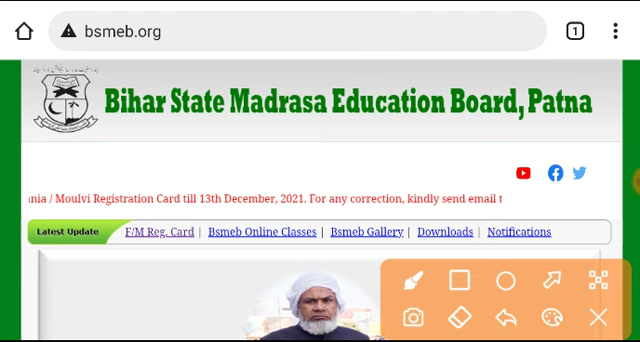 1
bsmeb.org
Bihar State Madrasa Education Board, Patna
ınia / Moulvi Registration Card till 13th December, 2021. For any correction, kindly send email t
Latest Update F/M Reg. Card | Bsmeb Online Classes | Bsmeb Gallery | Downloads | Notifications